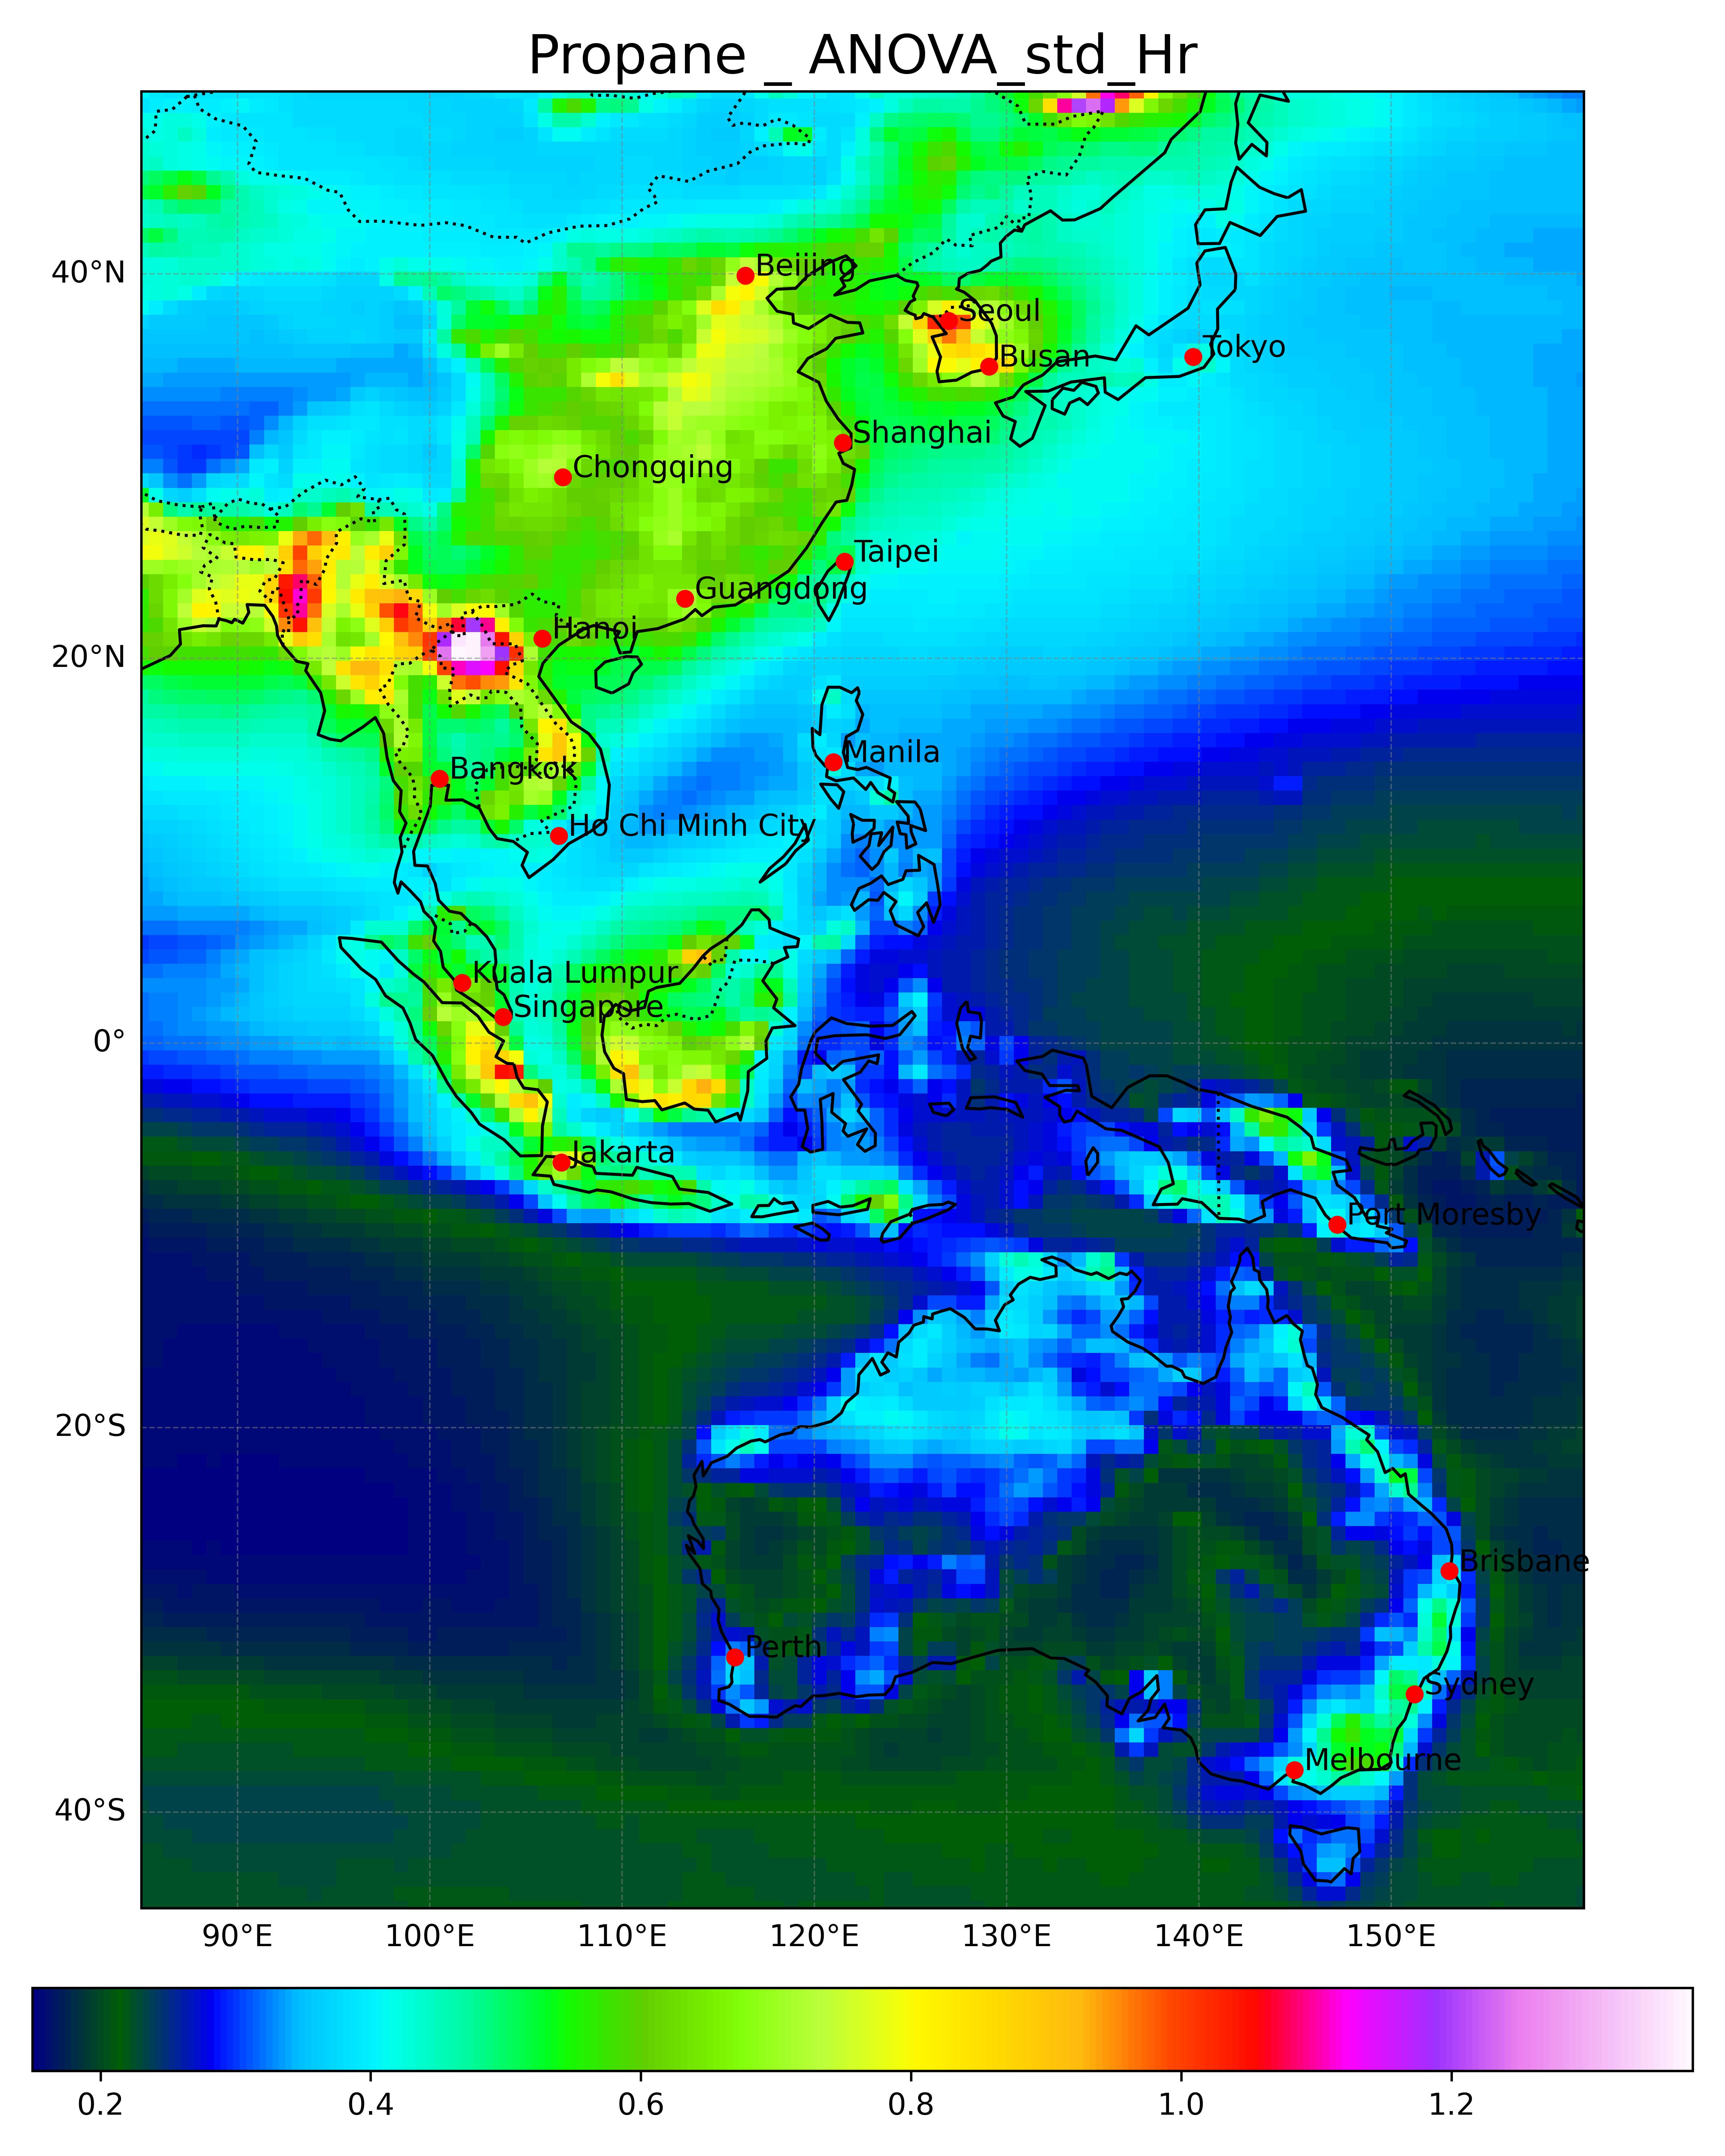 Propane _ ANOVA_std_Hr
40°N
20°N
0°
20°S
40°S
Beijing
Seoul
Busan
Tokyo
Shanghai
Chongqing
Taipei
Guangdong
Hanoi
Manila
Bangkok
Ho Chi Minh City
Kuala Lumpur
Singapore
Jakarta
Port Moresby
Brisbane
Perth
Sydney
Melbourne
90°E 100°E 110°E 120°E 130°E 140°E 150°E
0.2 0.4 0.6 0.8 1.0 1.2